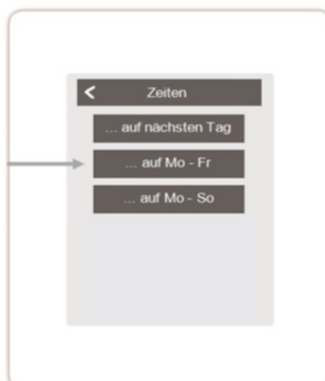 Zeiten
... auf nächsten Tag
... auf Mo - Fr
... auf Mo - So